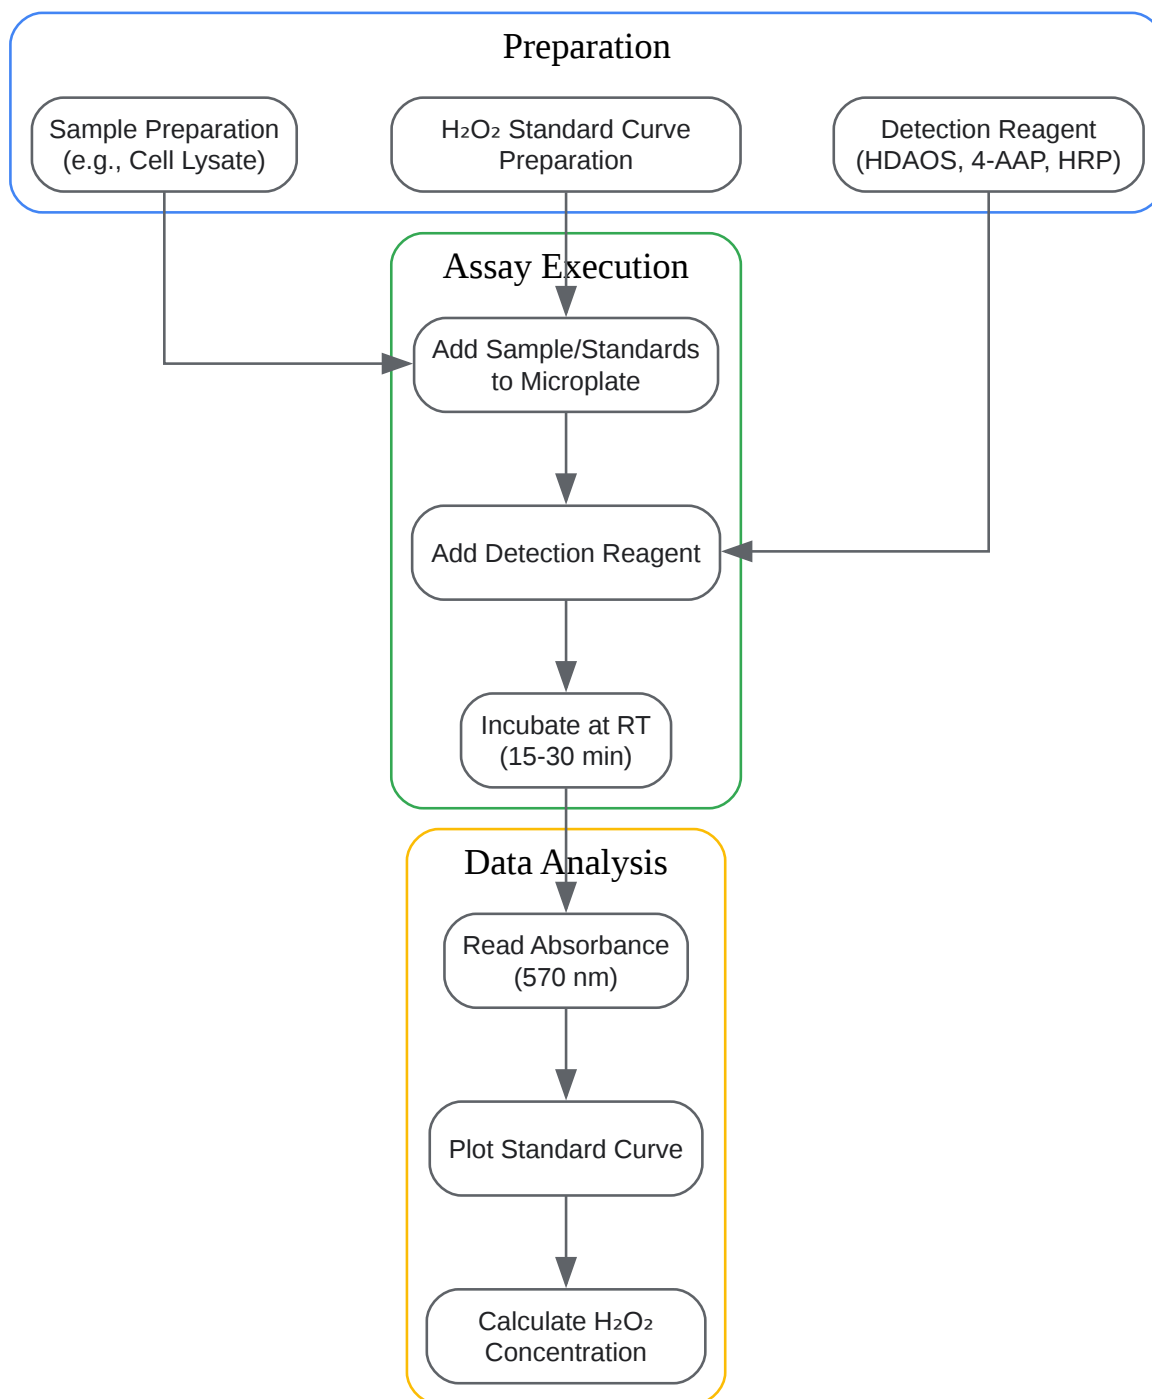 Preparation
Sample Preparation
(e.g., Cell Lysate)
H₂O₂ Standard Curve
Preparation
Detection Reagent
(HDAOS, 4-AAP, HRP)
Assay Execution
Add Sample/Standards
to Microplate
Add Detection Reagent
Incubate at RT
(15-30 min)
Data Analysis
Read Absorbance
(570 nm)
Plot Standard Curve
Calculate H₂O₂
Concentration